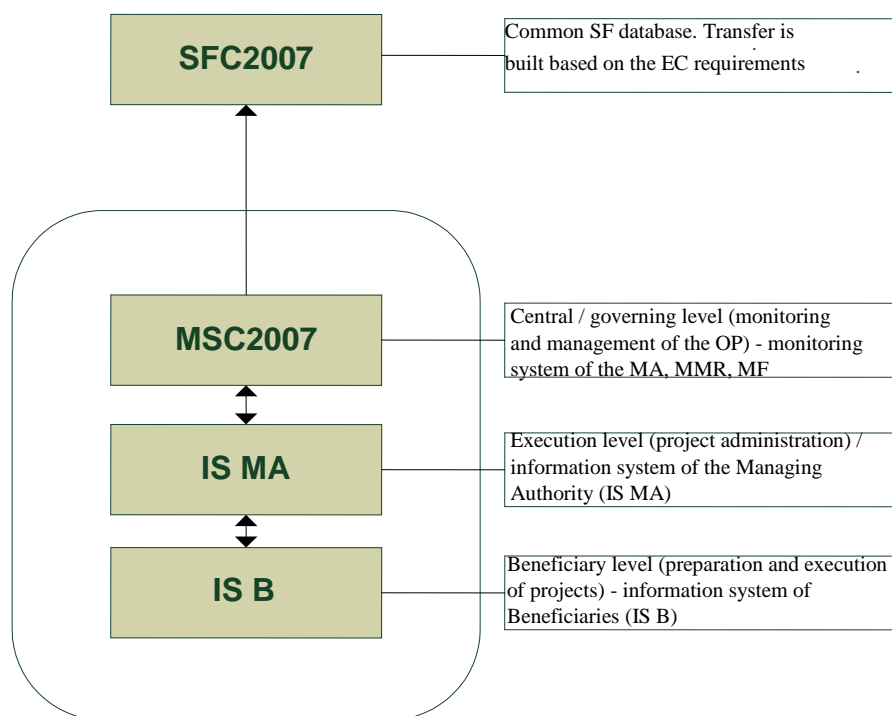 SFC2007
Common SF database. Transfer is
built based on the EC requirements
MSC2007
Central / governing level (monitoring
and management of the OP) - monitoring
system of the MA, MMR, MF
IS MA
Execution level (project administration) /
information system of the Managing
Authority (IS MA)
IS B
Beneficiary level (preparation and execution
of projects) - information system of
Beneficiaries (IS B)